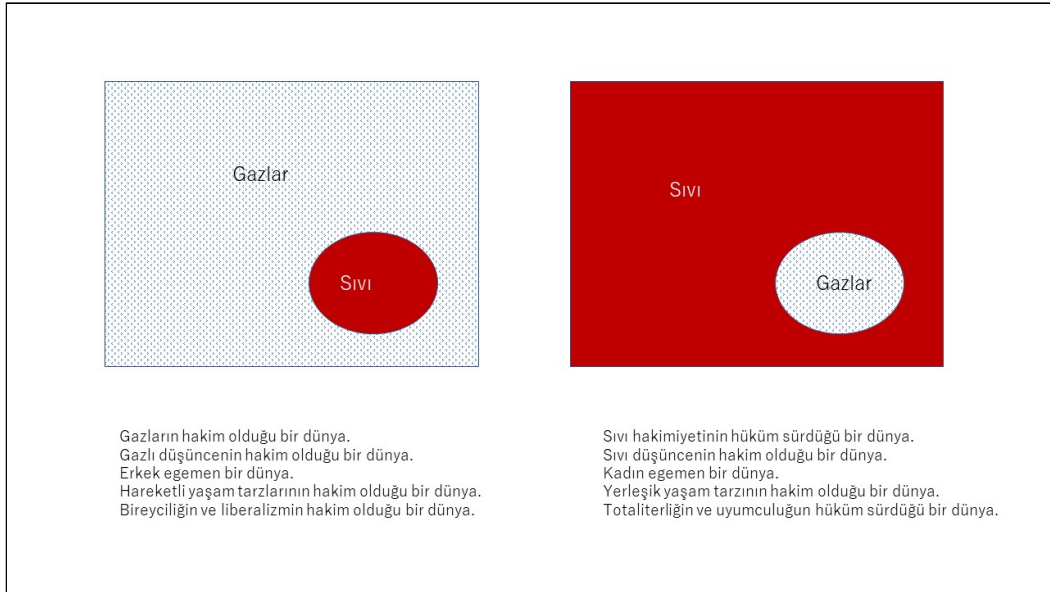 Gazlar
Sıvı
Gazların hakim olduğu bir dünya.
Gazlı düşüncenin hakim olduğu bir dünya.
Erkek egemen bir dünya.
Hareketli yaşam tarzlarının hakim olduğu bir dünya.
Bireyciliğin ve liberalizmin hakim olduğu bir dünya.
Sıvı
Gazlar
Sıvı hakimiyetinin hüküm sürdüğü bir dünya.
Sıvı düşüncenin hakim olduğu bir dünya.
Kadın egemen bir dünya.
Yerleşik yaşam tarzının hakim olduğu bir dünya.
Totaliterliğin ve uyumculuğun hüküm sürdüğü bir dünya.